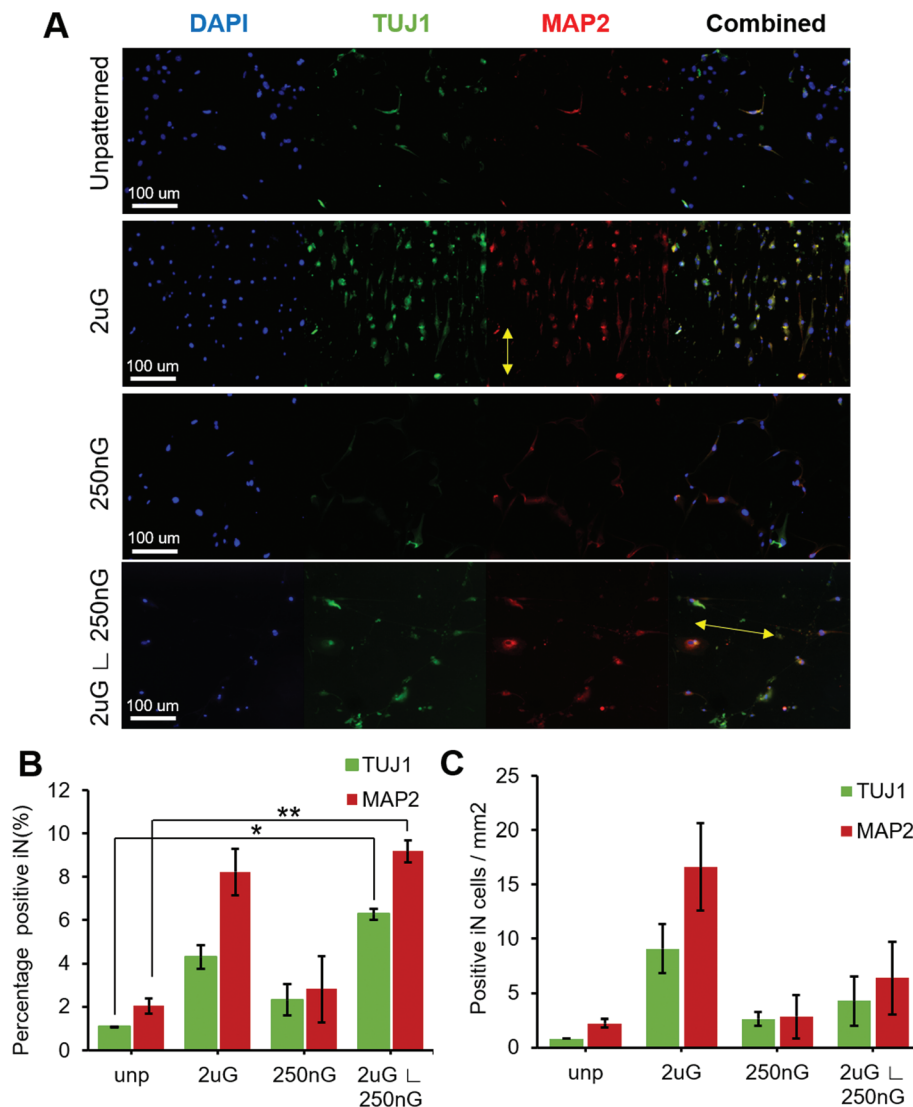 A
DAPI TUJ1 MAP2 Combined
Unpatterned
100 um
2uG
100 um
250nG
100 um
2uG ∟ 250nG
100 um
B
TUJ1
MAP2
Percentage positive iN(%)
12
10
8
6
4
2
0
*
**
unp 2uG 250nG 2uG ∟
250nG
C
TUJ1
MAP2
Positive iN cells / mm2
25
20
15
10
5
0
unp 2uG 250nG 2uG ∟
250nG